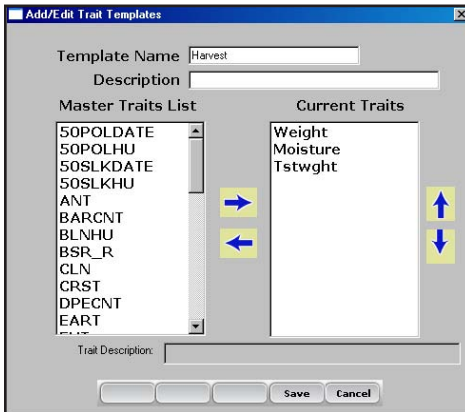 Add/Edit Trait Templates
Template Name Harvest
Description
Master Traits List
Current Traits
50POLDATE
50POLHU
50SLKDATE
50SLKHU
ANT
BARCNT
BLNHU
BSR_R
CLN
CRST
DPECNT
EART
Weight
Moisture
Tstwght
Trait Description:
Save
Cancel